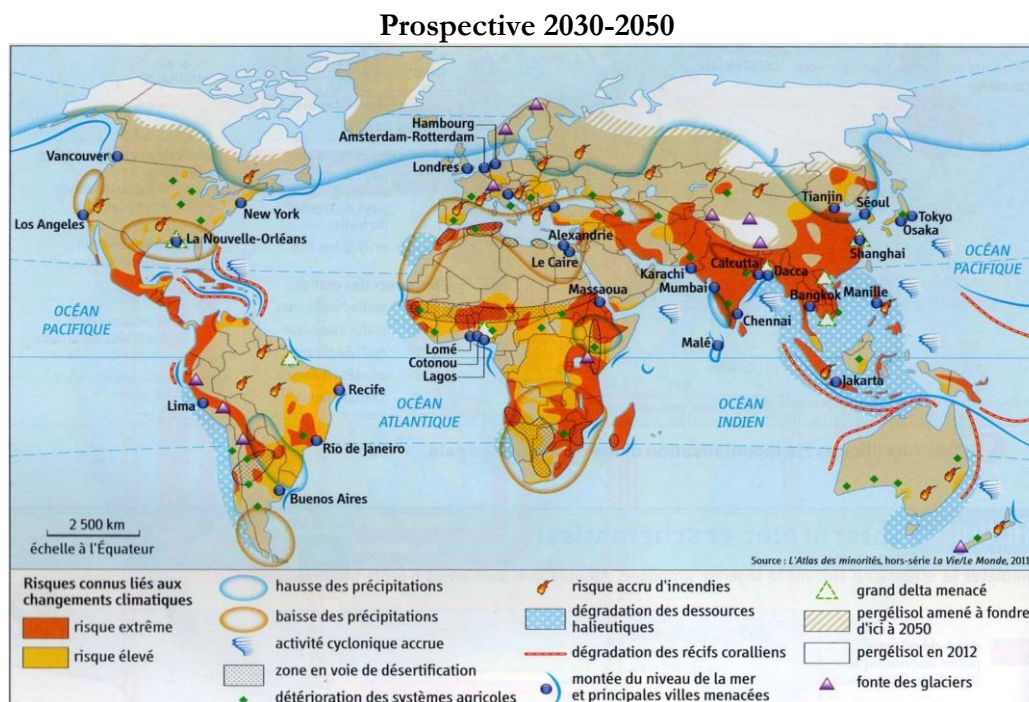 Prospective 2030-2050
Hambourg
Amsterdam-Rotterdam
Vancouver
Londres
Los Angeles
New York
La Nouvelle-Orléans
Alexandrie
Le Caire
Massaoua
Karachi
Mumbai
Calcutta
Dacca
Bangkok
Chennai
Malé
Tianjin
Séoul
Tokyo
Osaka
Shanghai
Manille
Jakarta
OCÉAN
PACIFIQUE
OCÉAN
PACIFIQUE
OCÉAN
ATLANTIQUE
OCÉAN
INDIEN
Lomé
Cotonou
Lagos
Recife
Lima
Rio de Janeiro
Buenos Aires
2 500 km
échelle à l'Équateur
Source : L'Atlas des minorités, hors-série La Vie/Le Monde, 2011
Risques connus liés aux
changements climatiques
risque extrême
risque élevé
hausse des précipitations
baisse des précipitations
activité cyclonique accrue
zone en voie de désertification
détérioration des systèmes agricoles
risque accru d'incendies
dégradation des dessources
halieutiques
dégradation des récifs coralliens
montée du niveau de la mer
et principales villes menacées
grand delta menacé
pergélisol amené à fondre
d'ici à 2050
pergélisol en 2012
fonte des glaciers